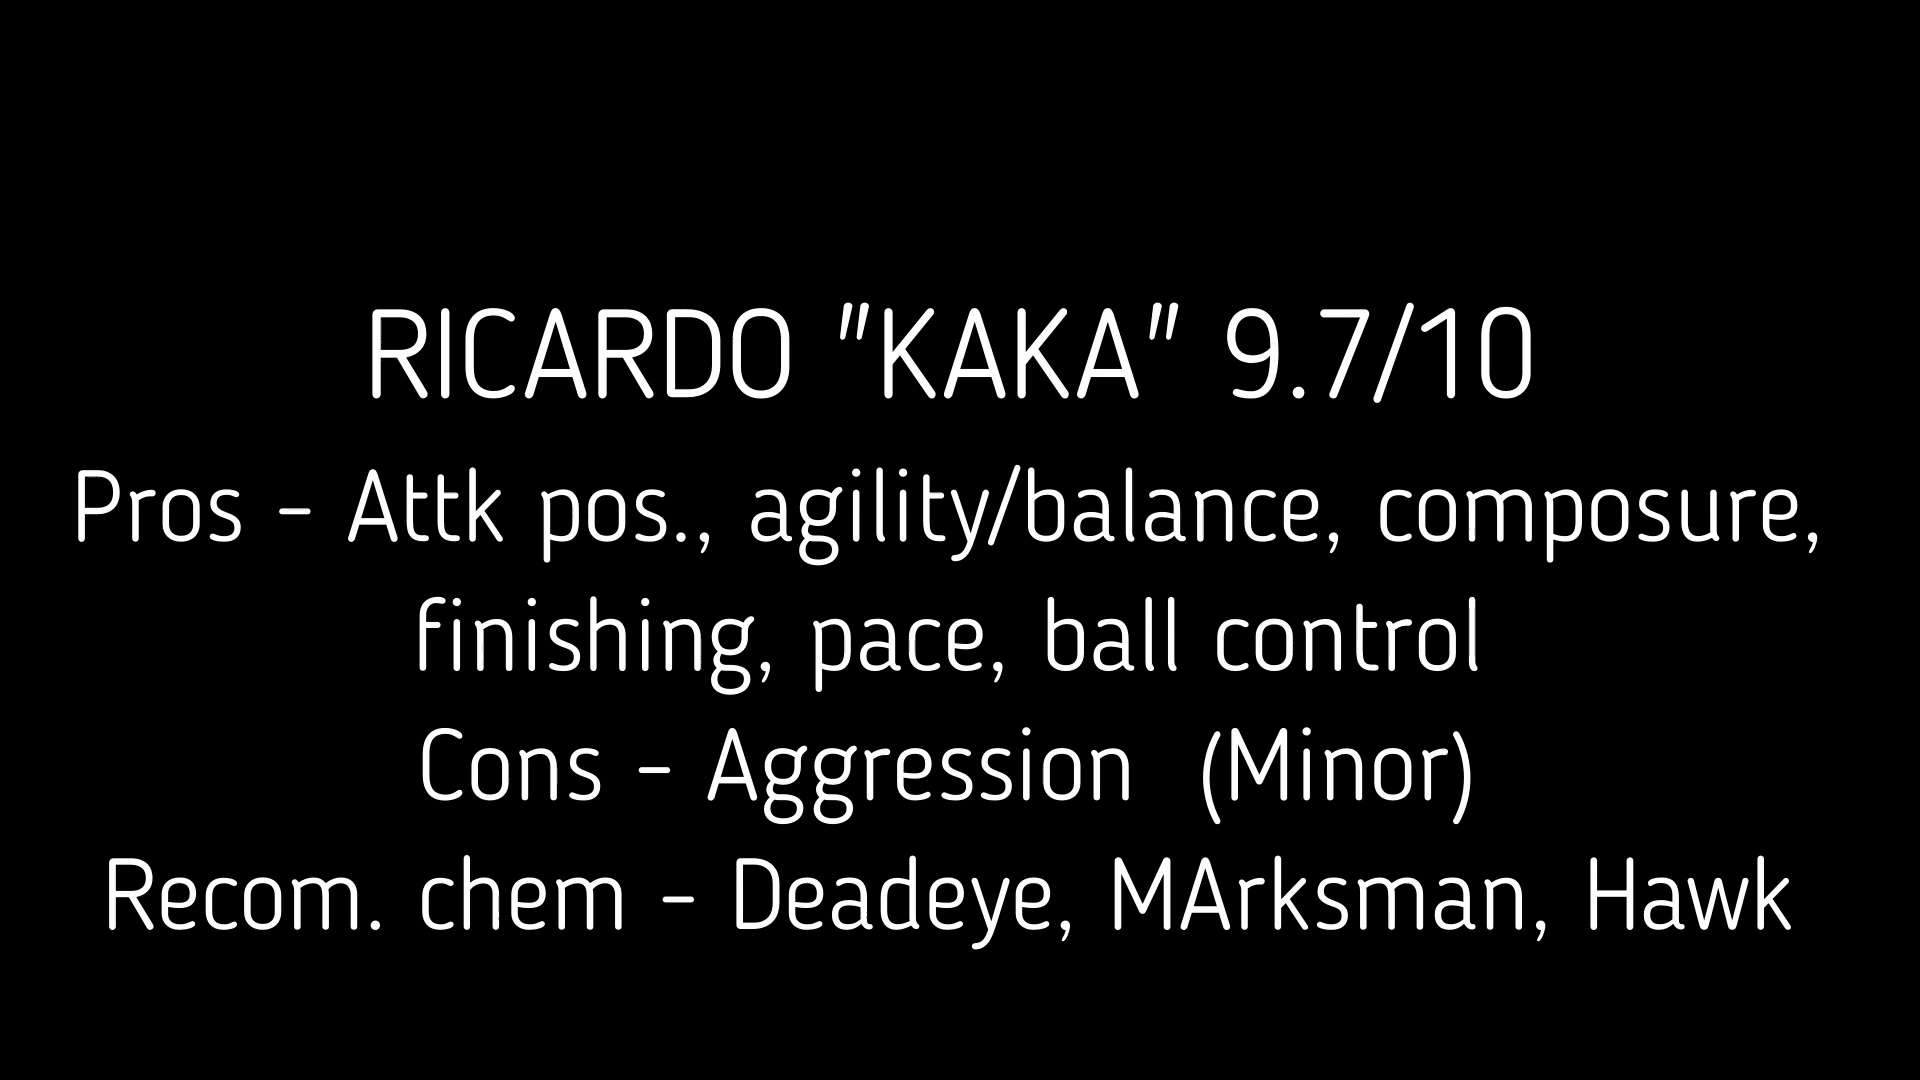 RICARDO "KAKA" 9.7/10
Pros - Attk pos., agility/balance, composure,
finishing, pace, ball control
Cons - Aggression (Minor)
Recom. chem - Deadeye, MArksman, Hawk